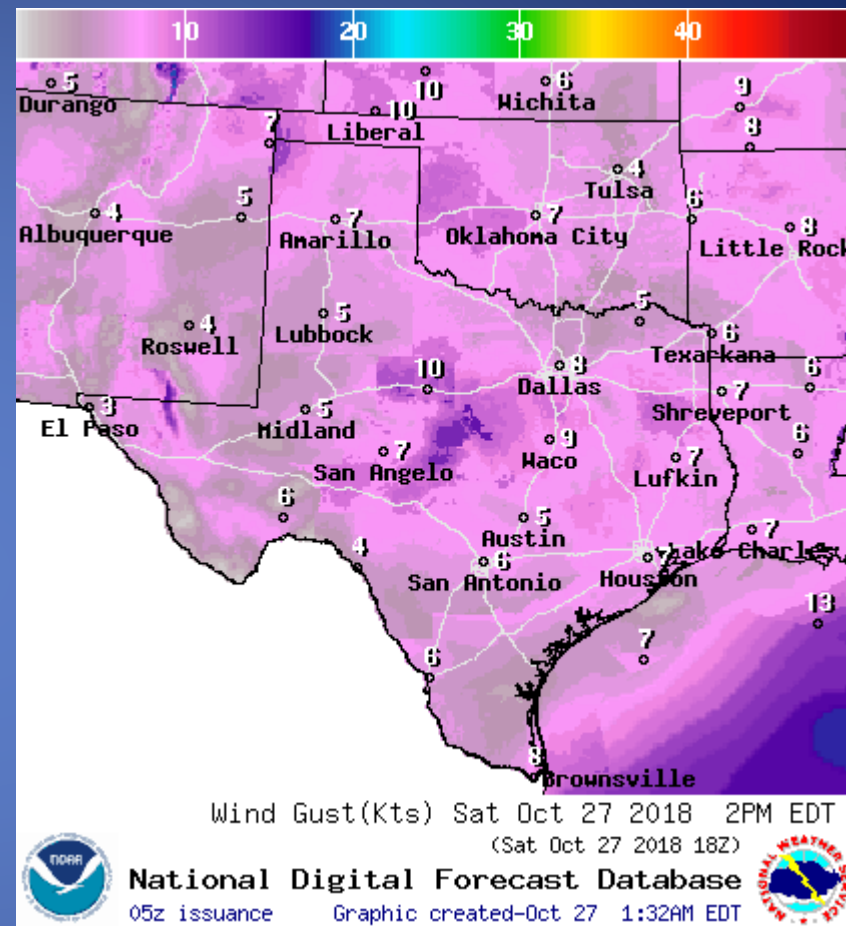 10 20 30 40
5 Durango
10
6 Wichita
9
10 Liberal
7
8
4 Tulsa
4 Albuquerque
5
7 Amarillo
7 Oklahoma City
6
8 Little Rock
4 Roswell
5 Lubbock
5
6 Texarkana
10
8 Dallas
7 Shreveport
6
3 El Paso
5 Midland
7 San Angelo
9 Waco
7 Lufkin
6
6
5 Austin
7 Lake Charles
4
6 San Antonio
7 Houston
13
7
6
8 Brownsville
Wind Gust(Kts) Sat Oct 27 2018 2PM EDT
(Sat Oct 27 2018 18Z)
NOAA
National Digital Forecast Database
05z issuance Graphic created-Oct 27 1:32AM EDT
NATIONAL WEATHER SERVICE